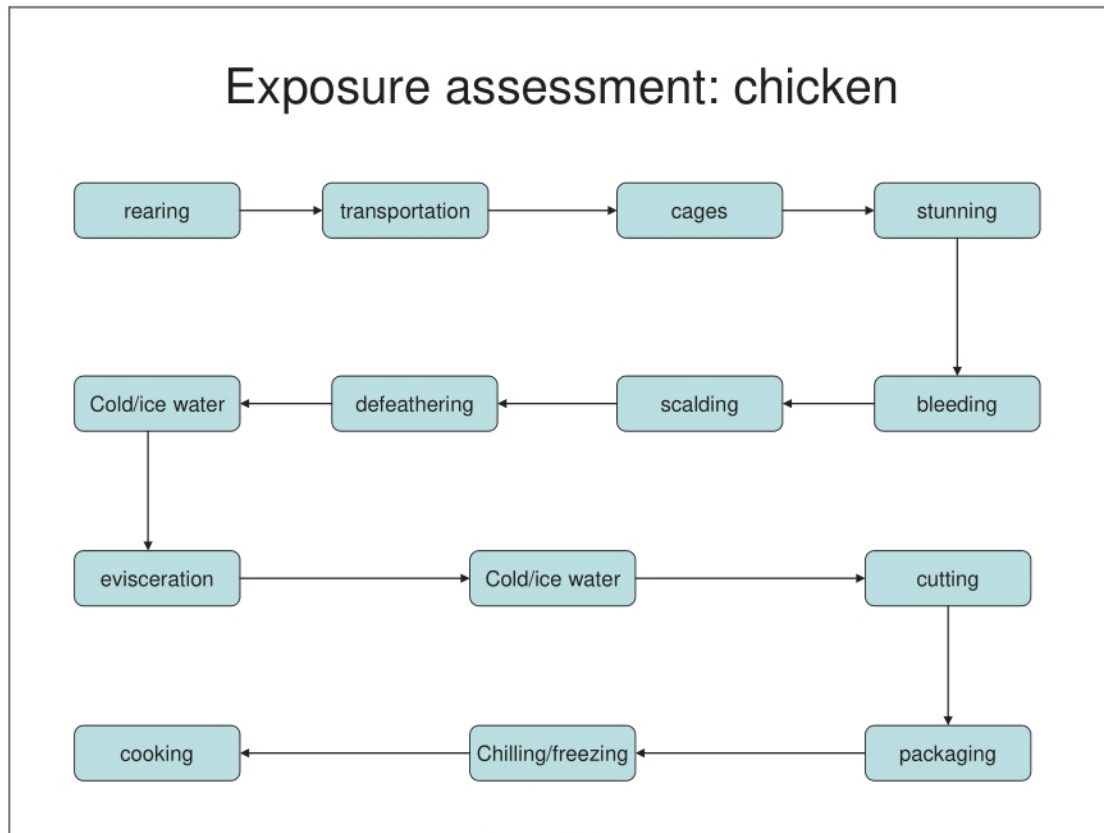 Exposure assessment: chicken
rearing
transportation
cages
stunning
bleeding
scalding
defeathering
Cold/ice water
evisceration
Cold/ice water
cutting
packaging
Chilling/freezing
cooking